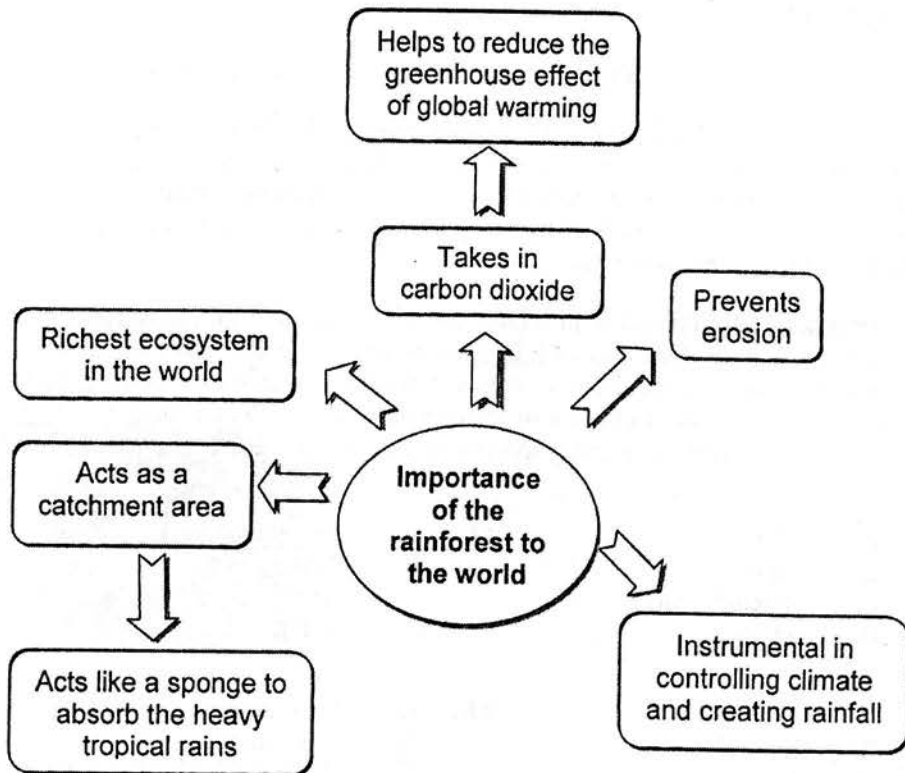 Helps to reduce the
greenhouse effect
of global warming
Takes in
carbon dioxide
Prevents
erosion
Richest ecosystem
in the world
Acts as a
catchment area
Importance
of the
rainforest to
the world
Instrumental in
controlling climate
and creating rainfall
Acts like a sponge to
absorb the heavy
tropical rains